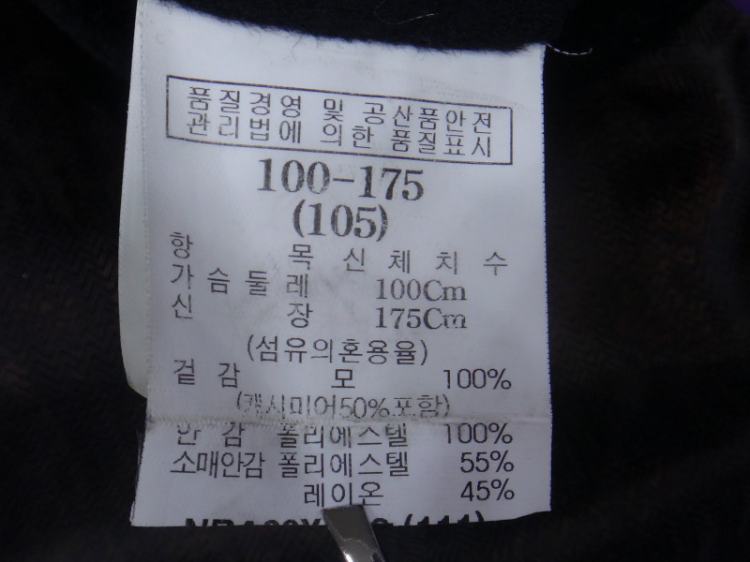 품질경영 및 공산품안전
관리법에 의한 품질표시
100-175
(105)
항 목 신체치수
가슴둘레 100Cm
신 장 175Cm
(섬유의혼용율)
겉감 모 100%
(캐시미어50%포함)
안감 폴리에스텔 100%
소매안감 폴리에스텔 55%
레이온 45%
(111)